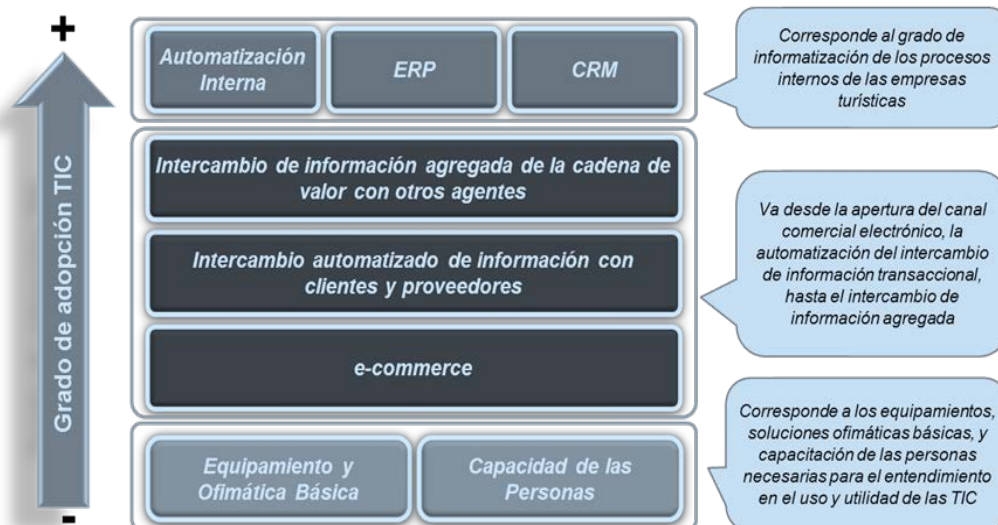 +
Grado de adopción TIC
-
Automatización
Interna
ERP
CRM
Corresponde al grado de
informatización de los procesos
internos de las empresas
turísticas
Intercambio de información agregada de la cadena de
valor con otros agentes
Intercambio automatizado de información con
clientes y proveedores
e-commerce
Va desde la apertura del canal
comercial electrónico, la
automatización del intercambio
de información transaccional,
hasta el intercambio de
información agregada
Equipamiento y
Ofimática Básica
Capacidad de las
Personas
Corresponde a los equipamientos,
soluciones ofimáticas básicas, y
capacitación de las personas
necesarias para el entendimiento
en el uso y utilidad de las TIC